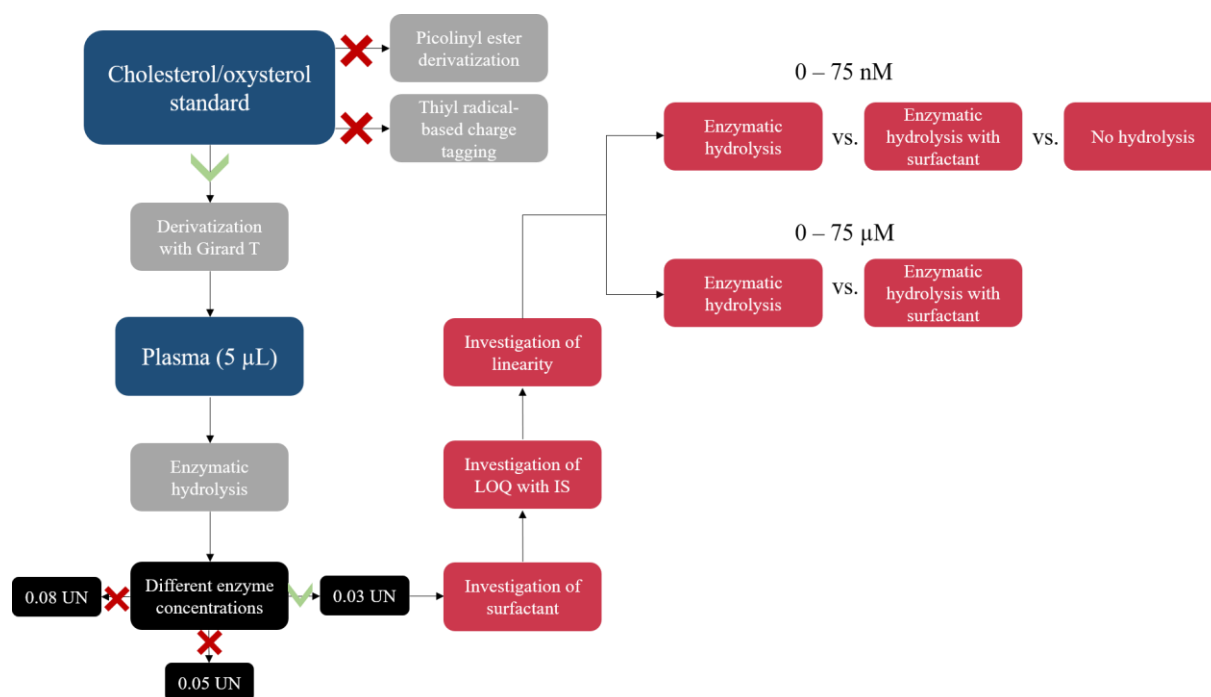 Cholesterol/oxysterol
standard
Picolinyl ester
derivatization
Thiyl radical-
based charge
tagging
Derivatization
with Girard T
Plasma (5 µL)
Enzymatic
hydrolysis
Different enzyme
concentrations
0.08 UN
0.05 UN
0.03 UN
Investigation of
surfactant
Investigation of
LOQ with IS
Investigation of
linearity
0 – 75 nM
Enzymatic
hydrolysis
vs.
Enzymatic
hydrolysis with
surfactant
vs.
No hydrolysis
0 – 75 µM
Enzymatic
hydrolysis
vs.
Enzymatic
hydrolysis with
surfactant